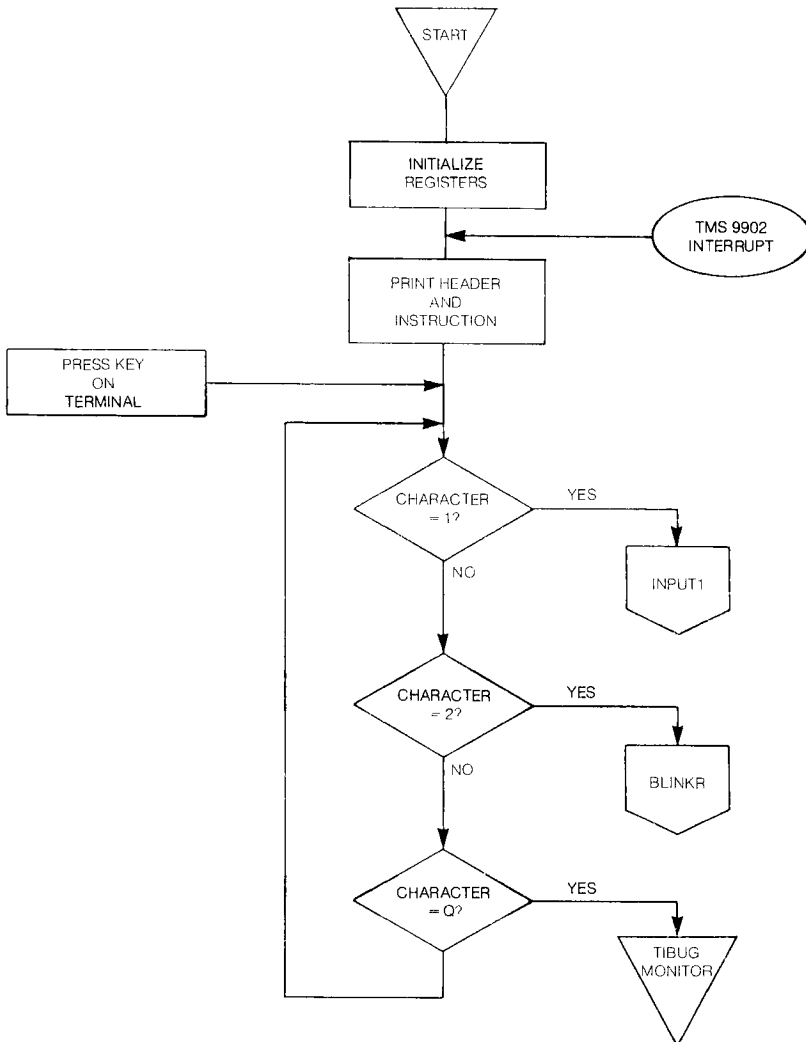 START
INITIALIZE
REGISTERS
TMS 9902
INTERRUPT
PRINT HEADER
AND
INSTRUCTION
PRESS KEY
ON
TERMINAL
CHARACTER
= 1?
YES
INPUT1
NO
CHARACTER
= 2?
YES
BLINKR
NO
CHARACTER
= Q?
YES
TIBUG
MONITOR